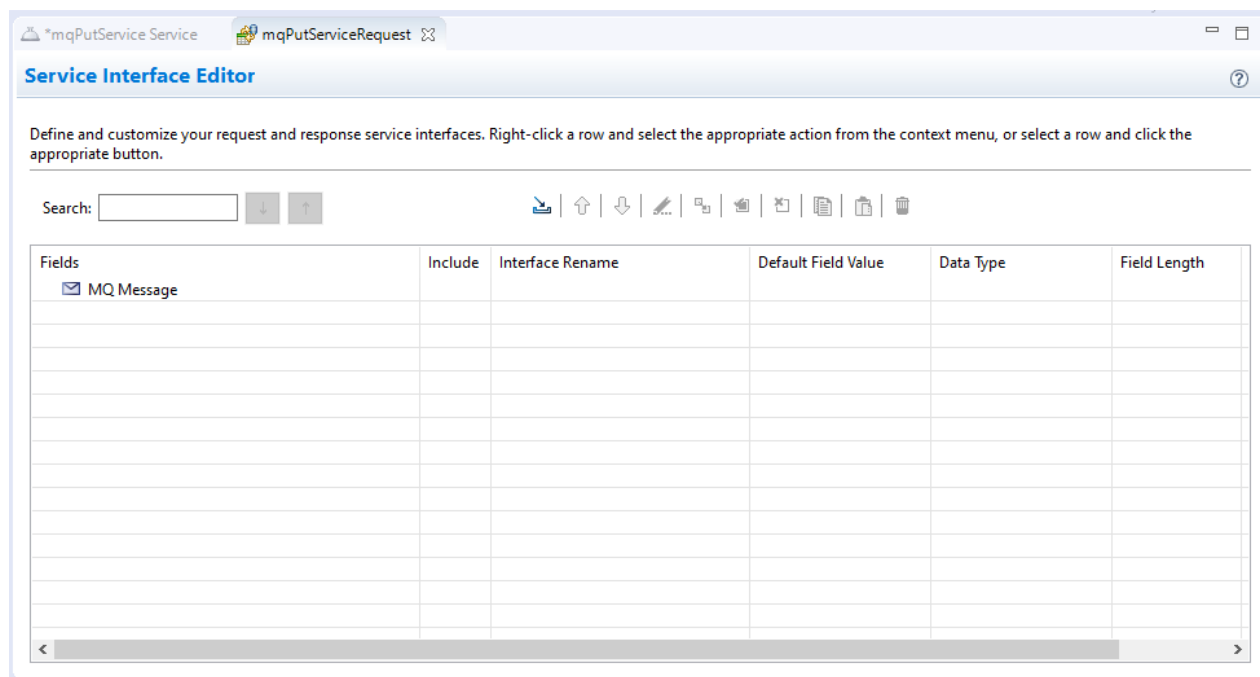 *mqPutService Service
mqPutServiceRequest
Service Interface Editor
Define and customize your request and response service interfaces. Right-click a row and select the appropriate action from the context menu, or select a row and click the
appropriate button.
Search:
Fields Include Interface Rename Default Field Value Data Type Field Length
MQ Message